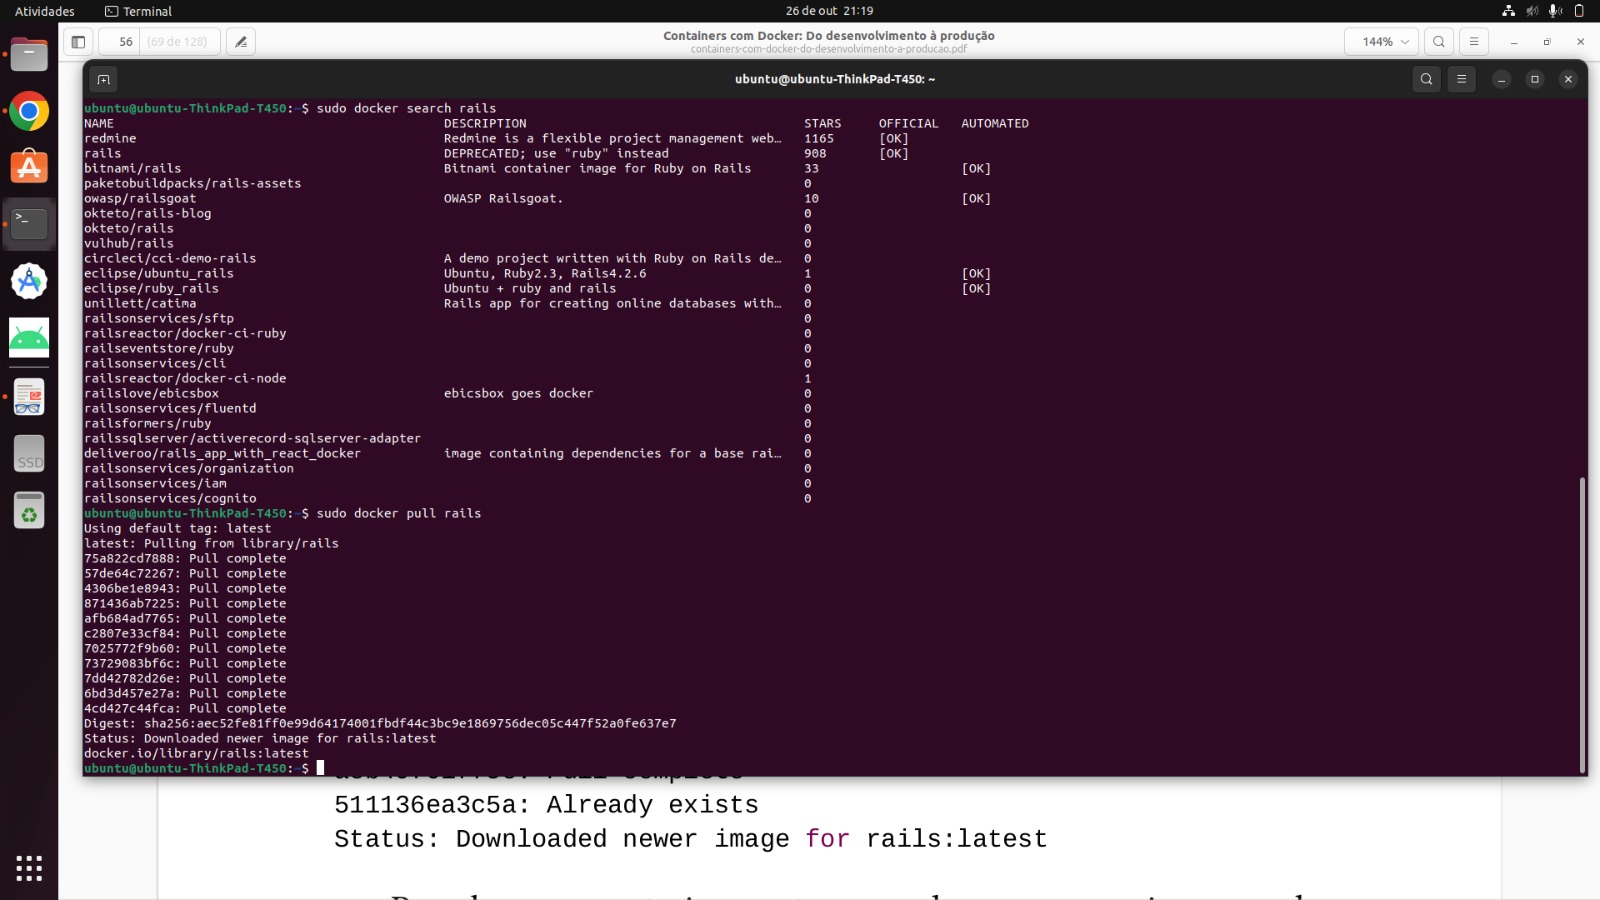 Atividades Terminal 26 de out 21:19
56 (69 de 128) Containers com Docker: Do desenvolvimento à produção 144%
containers-com-docker-do-desenvolvimento-a-producao.pdf
ubuntu@ubuntu-ThinkPad-T450: ~
ubuntu@ubuntu-ThinkPad-T450:~$ sudo docker search rails
NAME DESCRIPTION STARS OFFICIAL AUTOMATED
redmine Redmine is a flexible project management web… 1165 [OK]
rails DEPRECATED; use "ruby" instead 908 [OK]
bitnami/rails Bitnami container image for Ruby on Rails 33 [OK]
paketobuildpacks/rails-assets 0
owasp/railsgoat OWASP Railsgoat. 10 [OK]
okteto/rails-blog 0
okteto/rails 0
vulhub/rails 0
circleci/cci-demo-rails A demo project written with Ruby on Rails de… 0
eclipse/ubuntu_rails Ubuntu, Ruby2.3, Rails4.2.6 1 [OK]
eclipse/ruby_rails Ubuntu + ruby and rails 0 [OK]
unillett/catima Rails app for creating online databases with… 0
railsonservices/sftp 0
railsreactor/docker-ci-ruby 0
railseventstore/ruby 0
railsonservices/cli 0
railsreactor/docker-ci-node 1
railslove/ebicsbox ebicsbox goes docker 0
railsonservices/fluentd 0
railsformers/ruby 0
railssqlserver/activerecord-sqlserver-adapter 0
deliveroo/rails_app_with_react_docker image containing dependencies for a base rai… 0
railsonservices/organization 0
railsonservices/iam 0
railsonservices/cognito 0
ubuntu@ubuntu-ThinkPad-T450:~$ sudo docker pull rails
Using default tag: latest
latest: Pulling from library/rails
75a822cd7888: Pull complete
57de64c72267: Pull complete
4306be1e8943: Pull complete
871436ab7225: Pull complete
afb684ad7765: Pull complete
c2807e33cf84: Pull complete
7025772f9b60: Pull complete
73729083bf6c: Pull complete
7dd42782d26e: Pull complete
6bd3d457e27a: Pull complete
4cd427c44fca: Pull complete
Digest: sha256:aec52fe81ff0e99d64174001fbdf44c3bc9e1869756dec05c447f52a0fe637e7
Status: Downloaded newer image for rails:latest
docker.io/library/rails:latest
ubuntu@ubuntu-ThinkPad-T450:~$
511136ea3c5a: Already exists
Status: Downloaded newer image for rails:latest
SSD